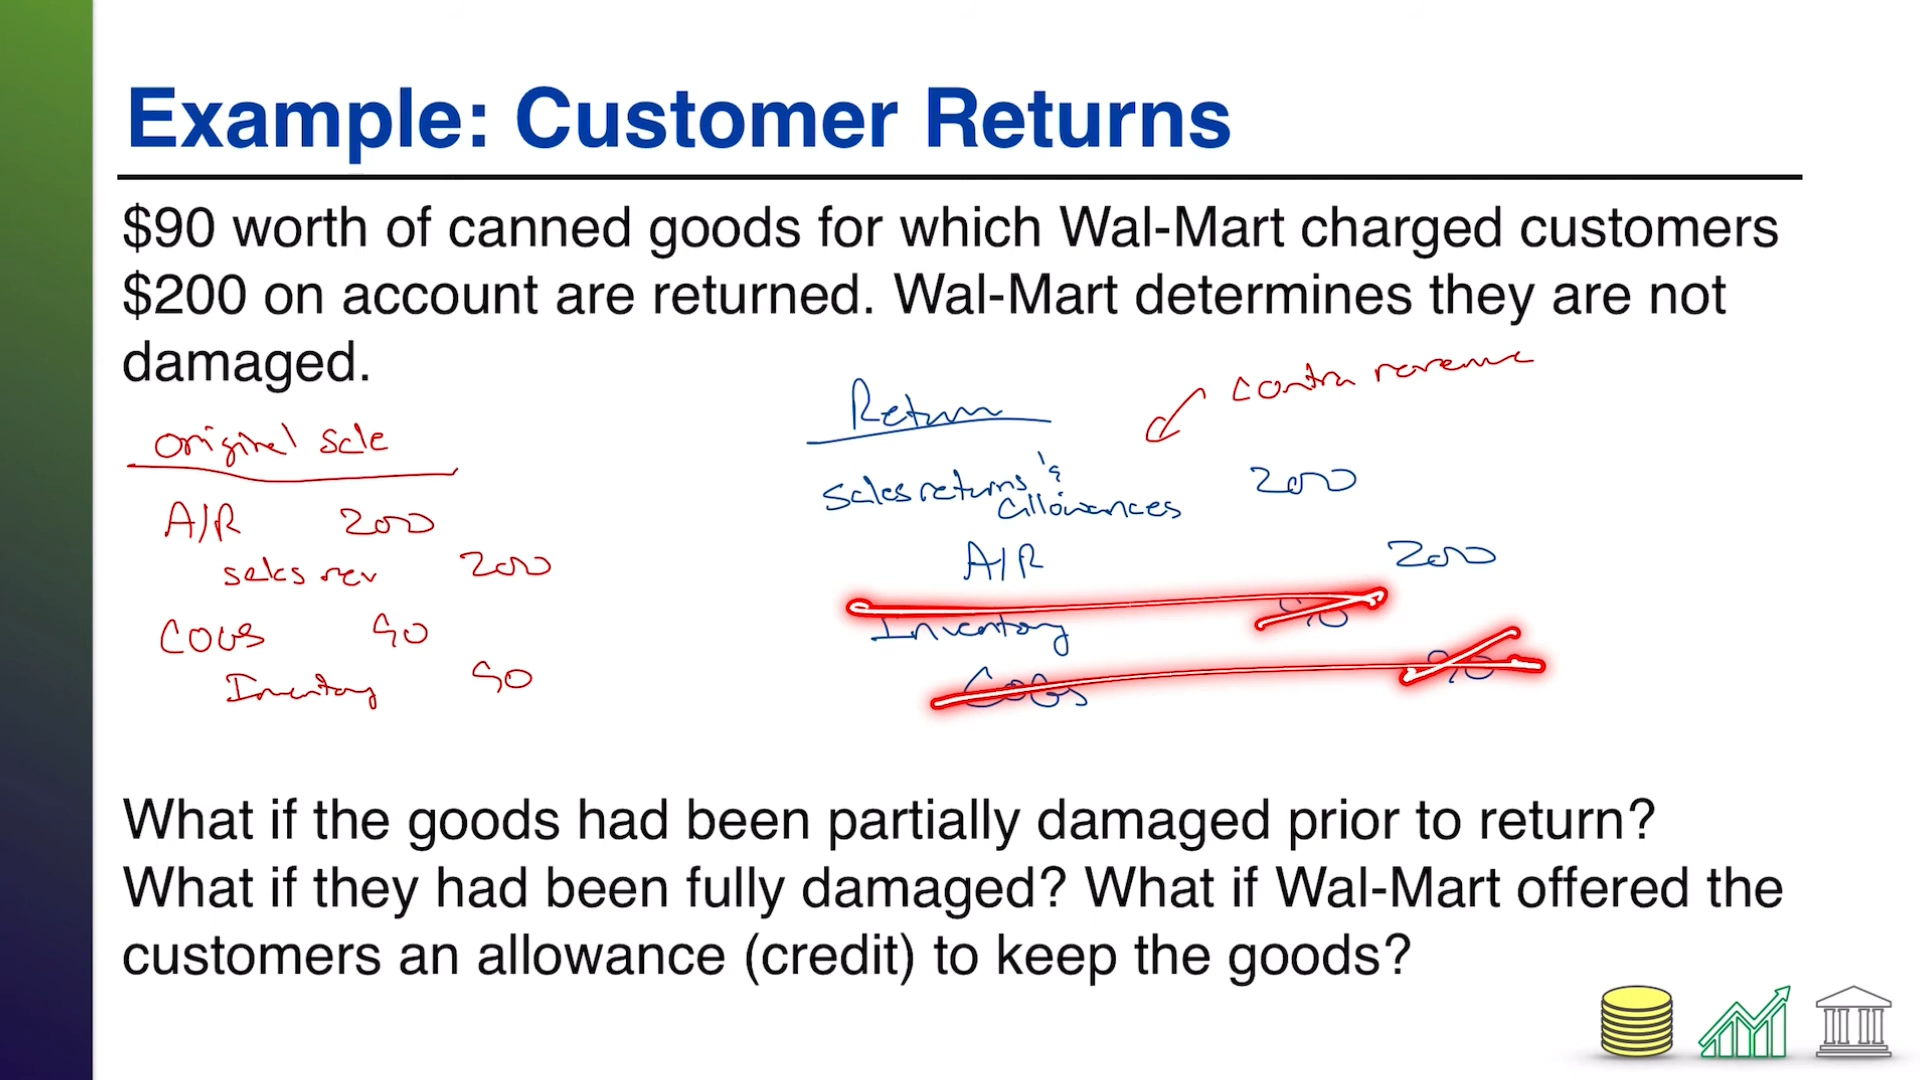 Example: Customer Returns
$90 worth of canned goods for which Wal-Mart charged customers
$200 on account are returned. Wal-Mart determines they are not
damaged.
contra revenue
Return
original sale
Sales returns &
allowances 200
A/R 200
sales rev 200
A/R 200
COGS 90
Inventory 90
Inventory 90
COGS 90
What if the goods had been partially damaged prior to return?
What if they had been fully damaged? What if Wal-Mart offered the
customers an allowance (credit) to keep the goods?